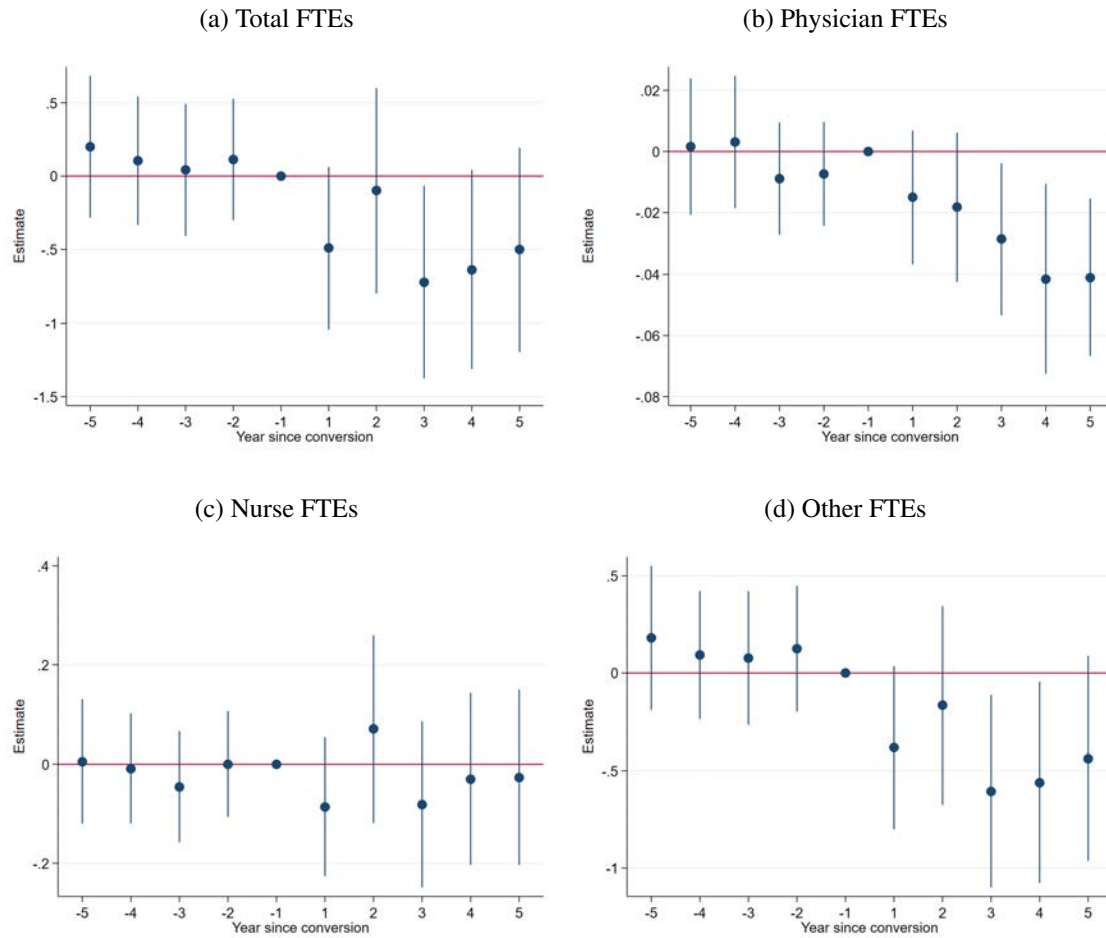 (a) Total FTEs
.5
0
-.5
-1
-1.5
Estimate
-5 -4 -3 -2 -1 1 2 3 4 5
Year since conversion
(b) Physician FTEs
.02
0
-.02
-.04
-.06
-.08
Estimate
-5 -4 -3 -2 -1 1 2 3 4 5
Year since conversion
(c) Nurse FTEs
.4
.2
0
-.2
Estimate
-5 -4 -3 -2 -1 1 2 3 4 5
Year since conversion
(d) Other FTEs
.5
0
-.5
-1
Estimate
-5 -4 -3 -2 -1 1 2 3 4 5
Year since conversion